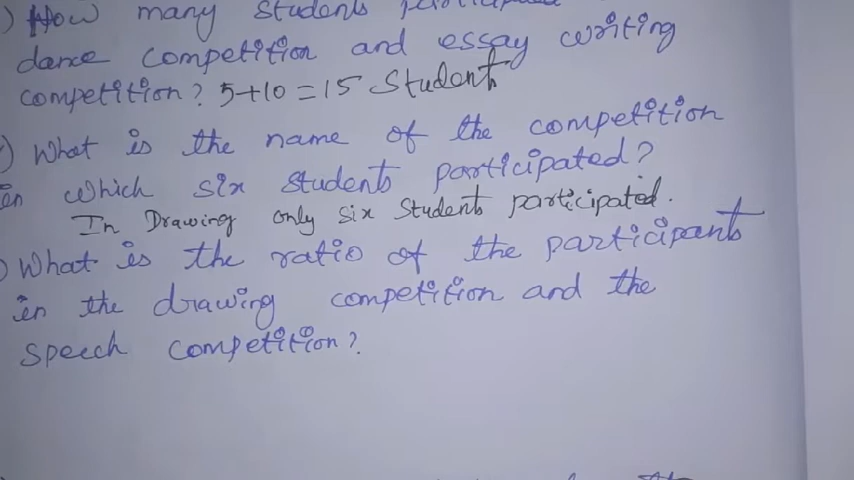 ) How many students participated
dance competition and essay writing
competition? 5+10 = 15 Student
) What is the name of the competition
in which six students participated?
In Drawing only six Students participated.
) What is the ratio of the participants
in the drawing competition and the
speech competition?